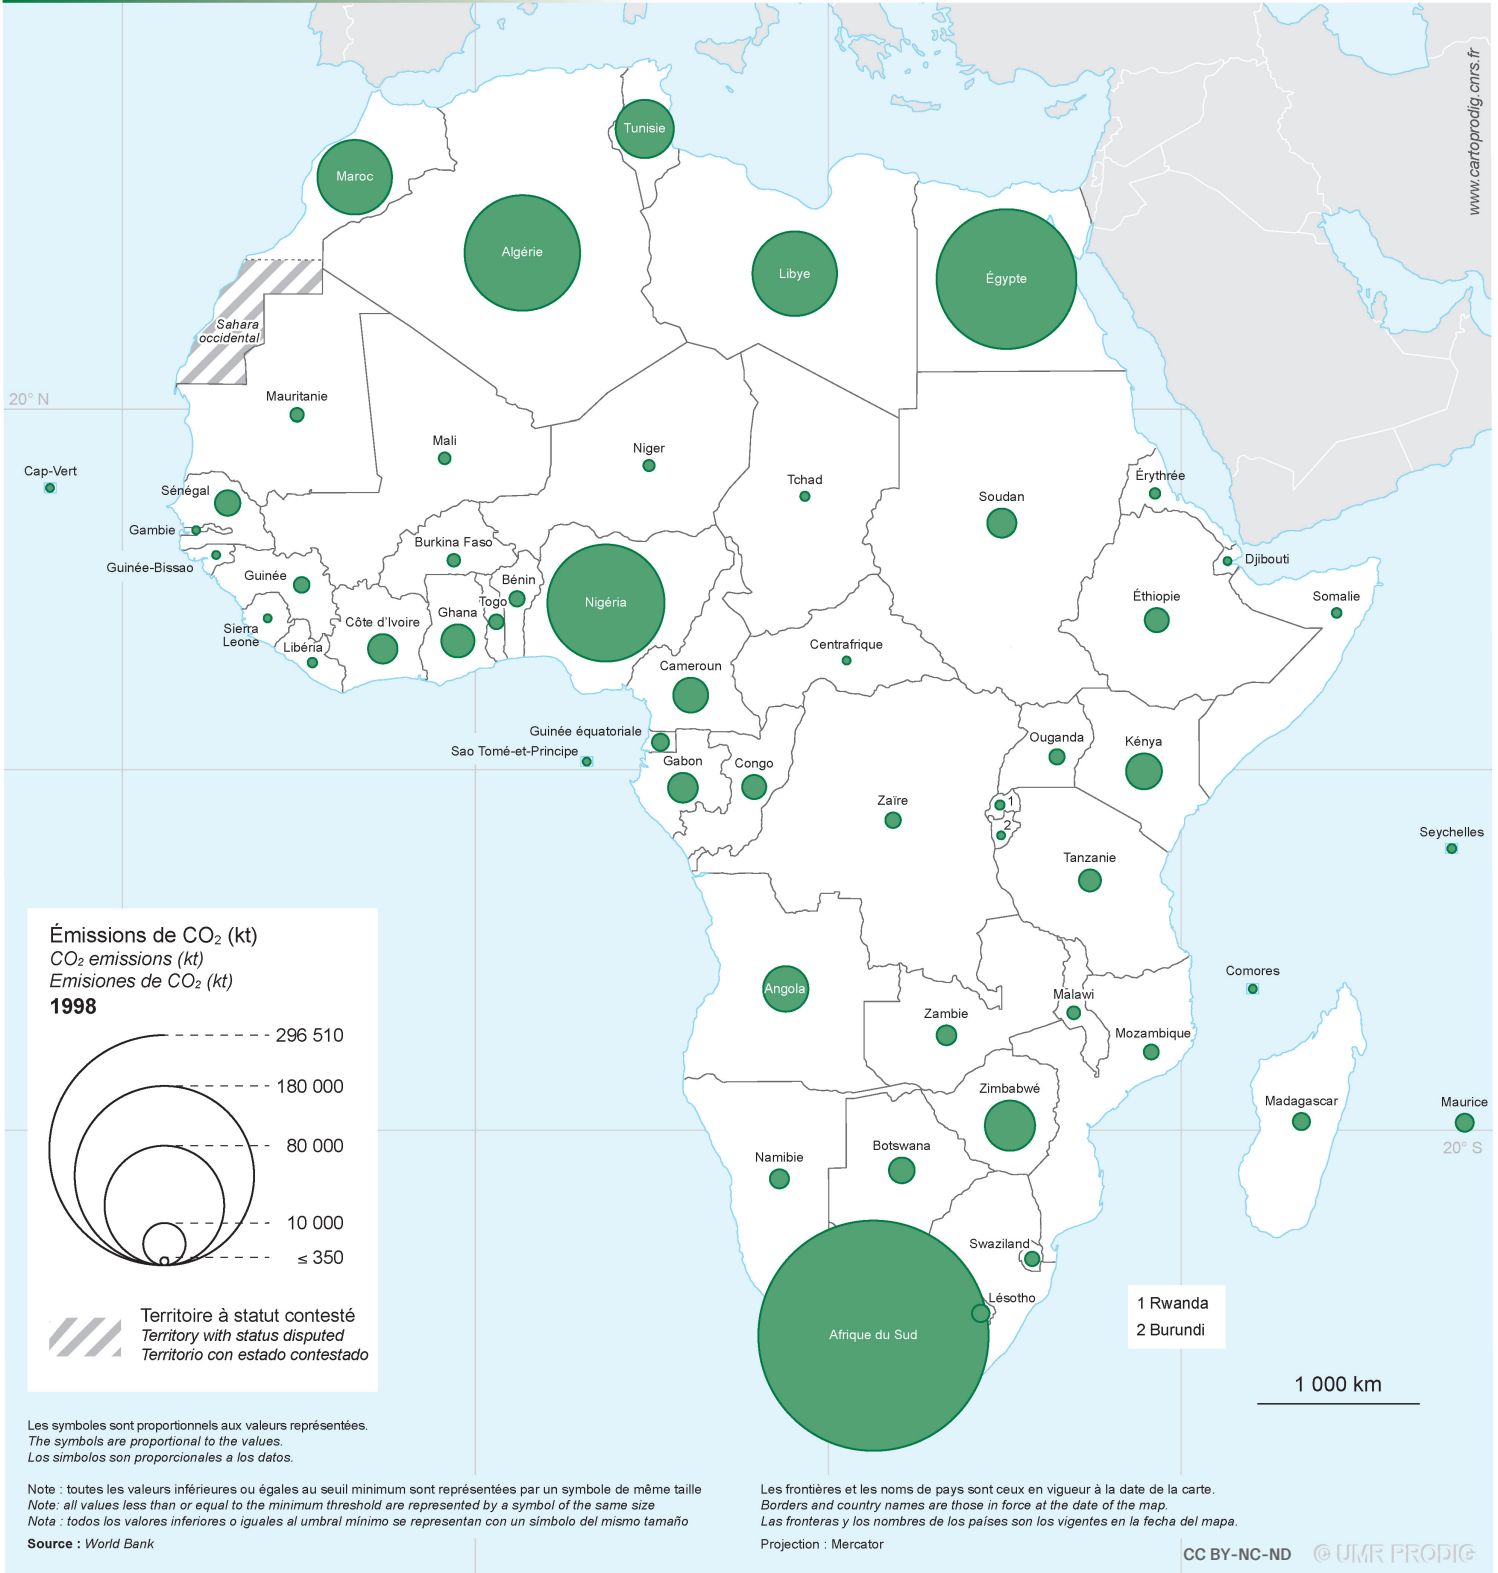 www.cartoprodig.cnrs.fr
Tunisie
Maroc
Algérie
Libye
Égypte
Sahara
occidental
20° N
Mauritanie
Mali
Niger
Cap-Vert
Tchad
Érythrée
Sénégal
Soudan
Gambie
Burkina Faso
Djibouti
Guinée-Bissao
Guinée
Bénin
Éthiopie
Somalie
Togo
Nigéria
Ghana
Côte d'Ivoire
Sierra
Leone
Libéria
Centrafrique
Cameroun
Guinée équatoriale
Sao Tomé-et-Principe
Ouganda
Kénya
Gabon
Congo
Zaïre
1
2
Seychelles
Tanzanie
Comores
Angola
Malawi
Zambie
Mozambique
Zimbabwé
Madagascar
Maurice
Botswana
20° S
Namibie
Swaziland
Lésotho
Afrique du Sud
Émissions de CO₂ (kt)
CO₂ emissions (kt)
Emisiones de CO₂ (kt)
1998
296 510
180 000
80 000
10 000
≤ 350
Territoire à statut contesté
Territory with status disputed
Territorio con estado contestado
1 Rwanda
2 Burundi
1 000 km
Les symboles sont proportionnels aux valeurs représentées.
The symbols are proportional to the values.
Los simbolos son proporcionales a los datos.
Note : toutes les valeurs inférieures ou égales au seuil minimum sont représentées par un symbole de même taille
Note: all values less than or equal to the minimum threshold are represented by a symbol of the same size
Nota : todos los valores inferiores o iguales al umbral mínimo se representan con un símbolo del mismo tamaño
Source : World Bank
Les frontières et les noms de pays sont ceux en vigueur à la date de la carte.
Borders and country names are those in force at the date of the map.
Las fronteras y los nombres de los países son los vigentes en la fecha del mapa.
Projection : Mercator
CC BY-NC-ND © UMR PRODIG